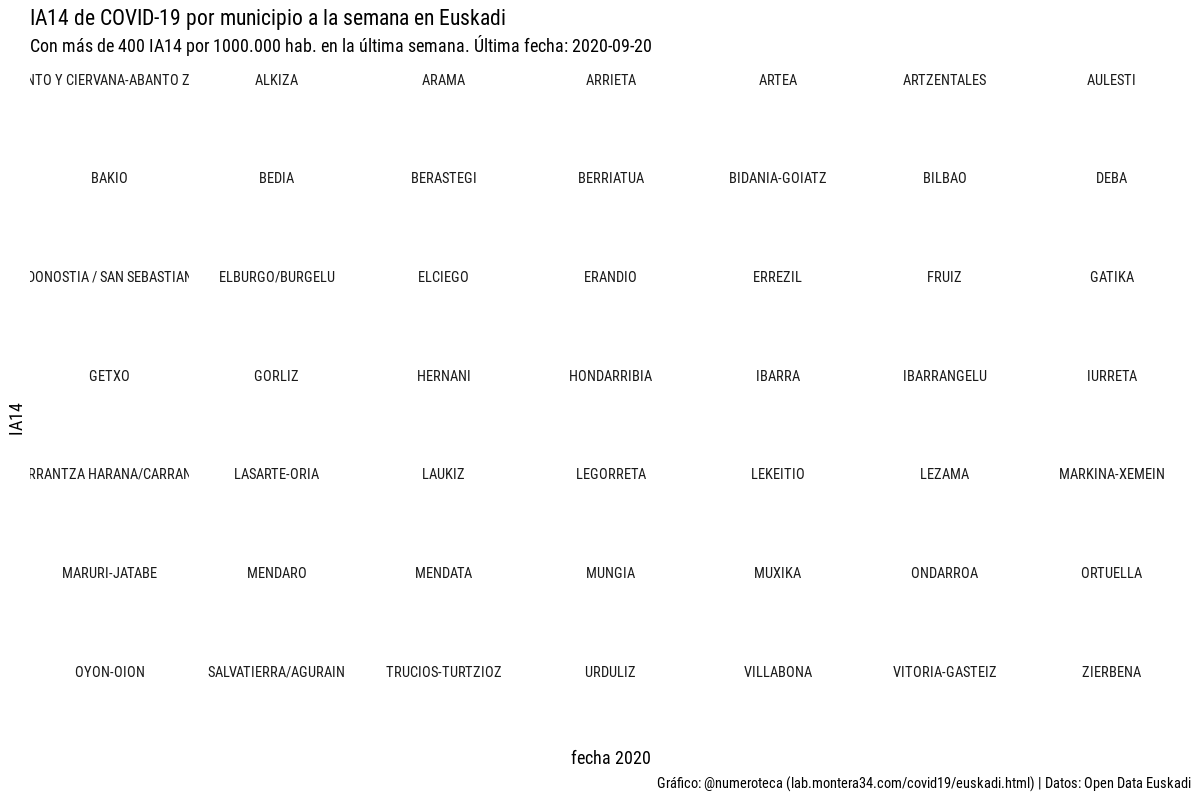 IA14 de COVID-19 por municipio a la semana en Euskadi
Con más de 400 IA14 por 1000.000 hab. en la última semana. Última fecha: 2020-09-20
NTO Y CIERVANA-ABANTO Z ALKIZA ARAMA ARRIETA ARTEA ARTZENTALES AULESTI
BAKIO BEDIA BERASTEGI BERRIATUA BIDANIA-GOIATZ BILBAO DEBA
DONOSTIA / SAN SEBASTIAN ELBURGO/BURGELU ELCIEGO ERANDIO ERREZIL FRUIZ GATIKA
GETXO GORLIZ HERNANI HONDARRIBIA IBARRA IBARRANGELU IURRETA
IA14
RRANTZA HARANA/CARRAN LASARTE-ORIA LAUKIZ LEGORRETA LEKEITIO LEZAMA MARKINA-XEMEIN
MARURI-JATABE MENDARO MENDATA MUNGIA MUXIKA ONDARROA ORTUELLA
OYON-OION SALVATIERRA/AGURAIN TRUCIOS-TURTZIOZ URDULIZ VILLABONA VITORIA-GASTEIZ ZIERBENA
fecha 2020
Gráfico: @numeroteca (lab.montera34.com/covid19/euskadi.html) | Datos: Open Data Euskadi